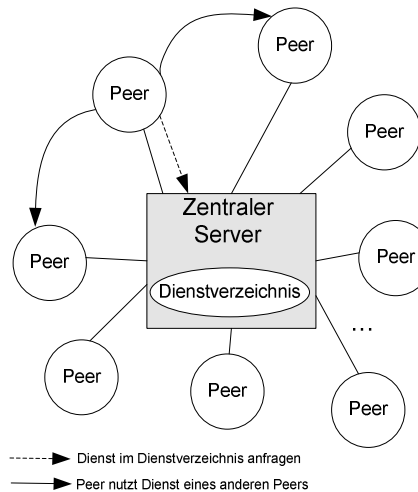 Peer
Peer
Peer
Zentraler
Server
Peer
Peer
Dienstverzeichnis
...
Peer
Peer
Peer
Dienst im Dienstverzeichnis anfragen
Peer nutzt Dienst eines anderen Peers